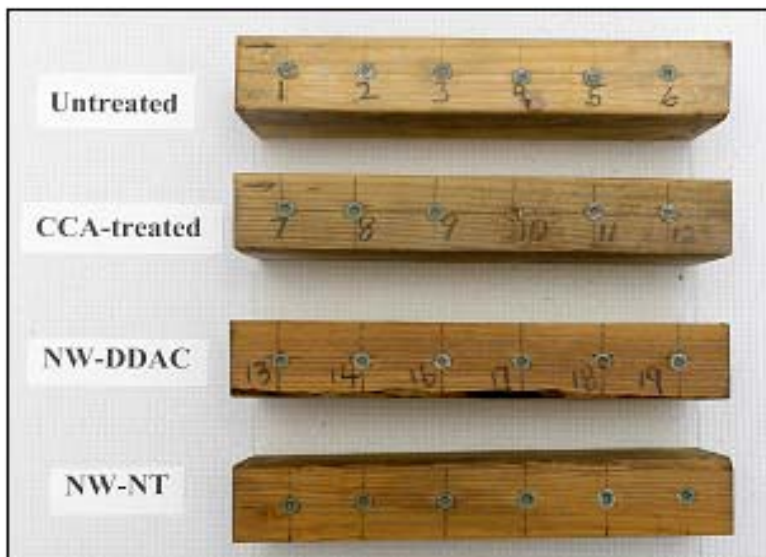 Untreated
1 2 3 4 5 6
CCA-treated
7 8 9 10 11 12
NW-DDAC
13 14 16 17 18 19
NW-NT